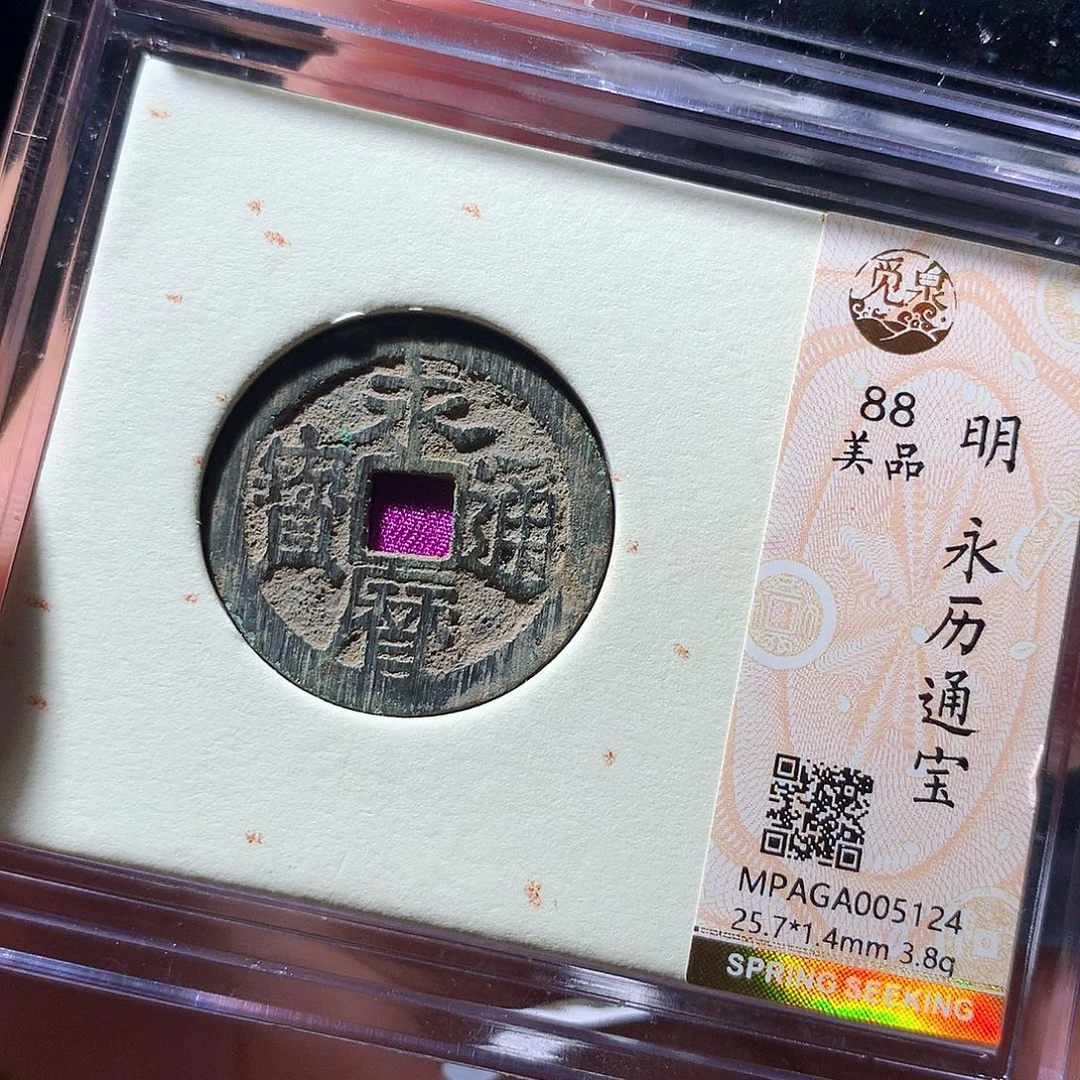 永曆通寶
觅泉
88
美品
明 永历通宝
MPAGA005124
25.7*1.4mm 3.8g
SPRING SEEKING